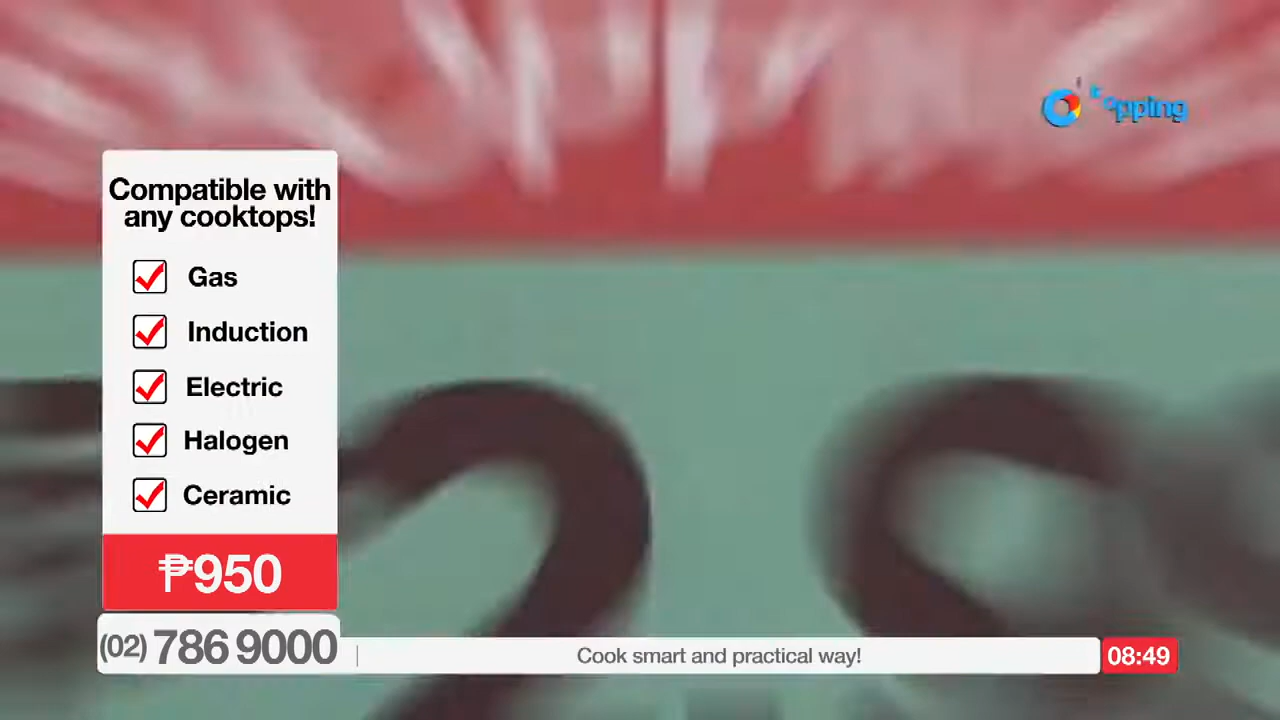 Compatible with
any cooktops!
Gas
Induction
Electric
Halogen
Ceramic
₱950
(02) 786 9000
Cook smart and practical way!
08:49